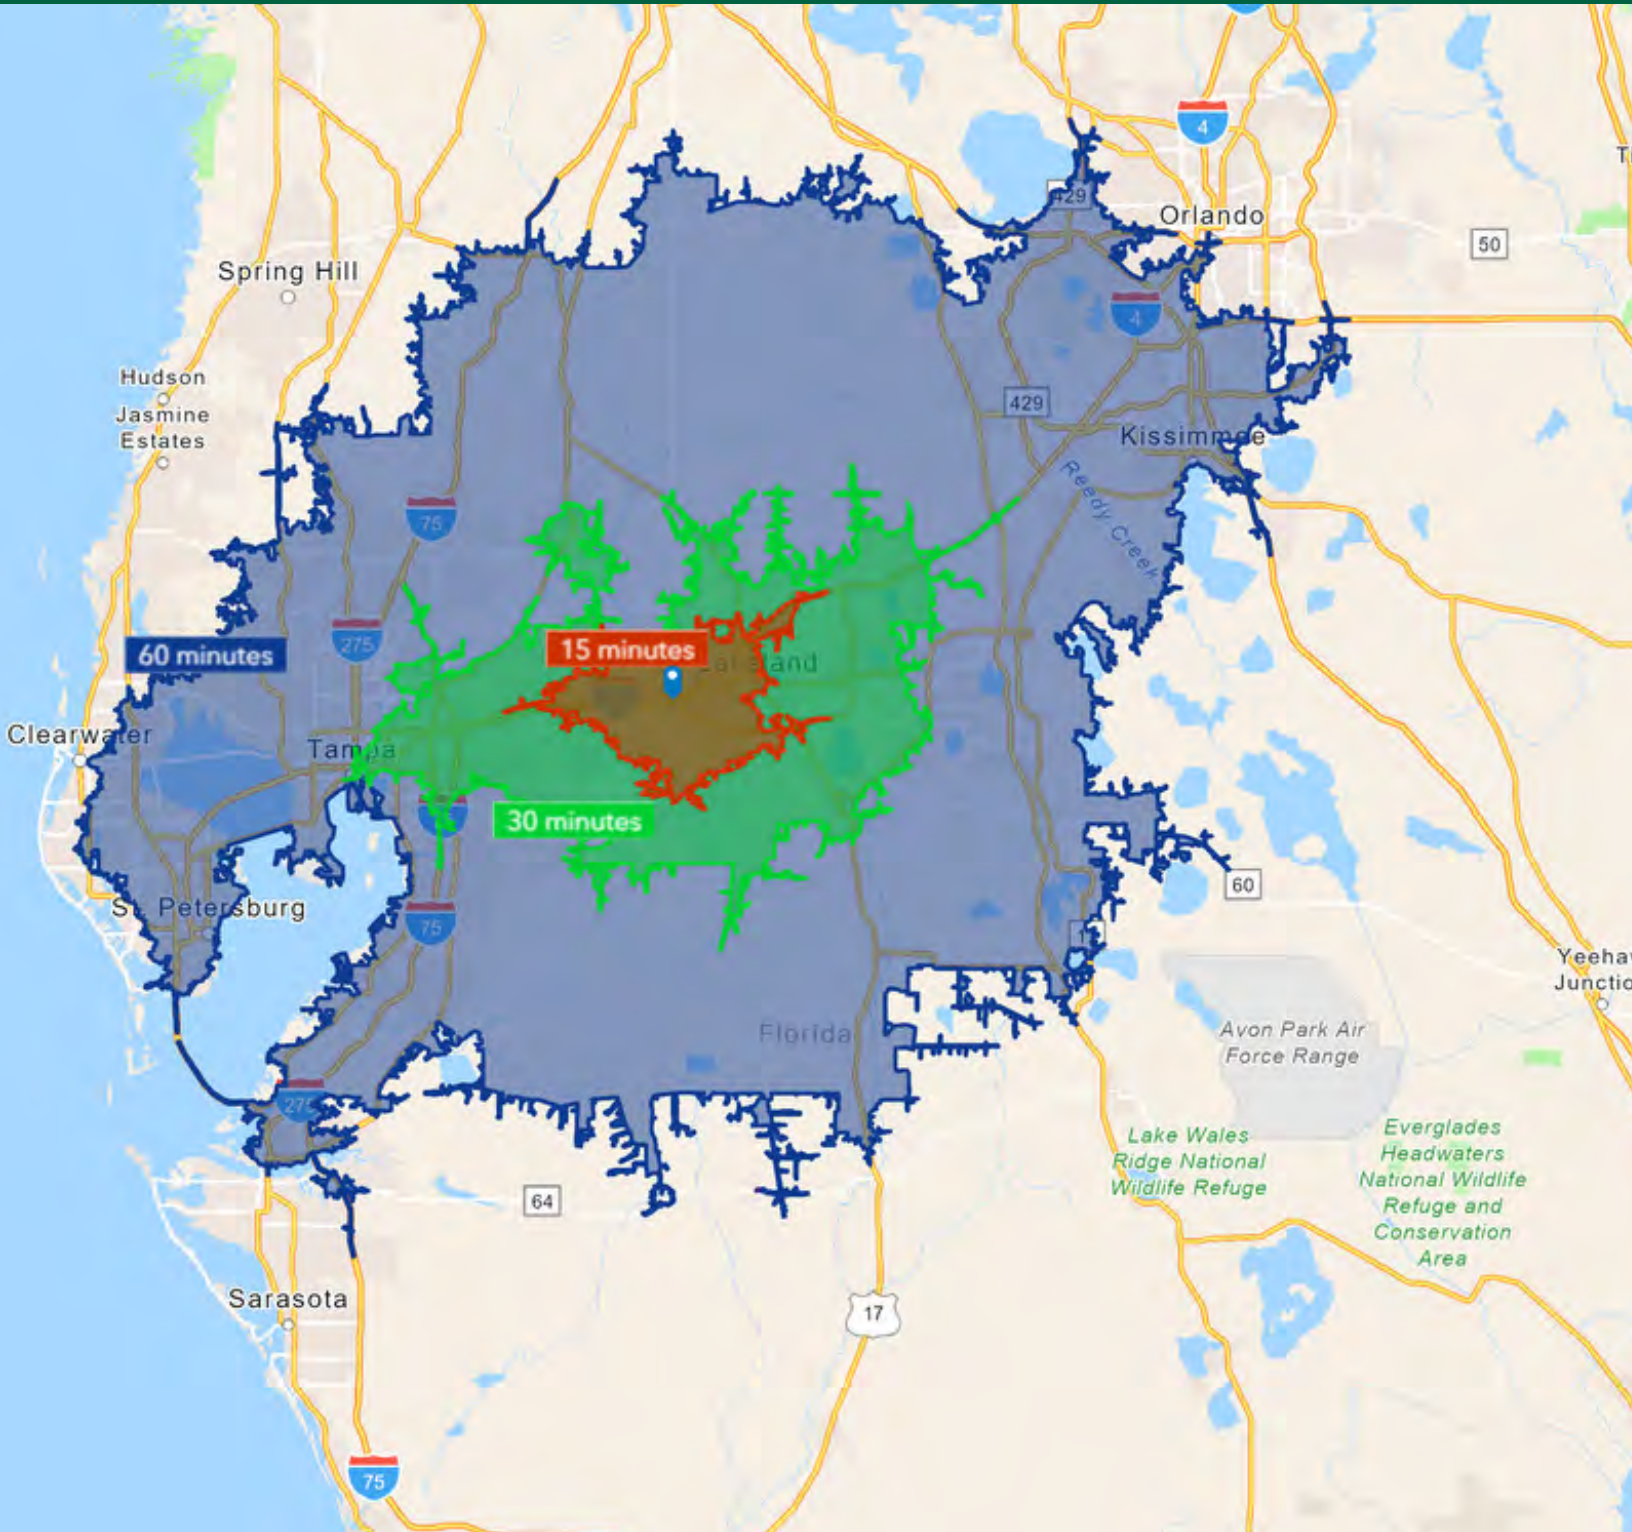 4
429
Orlando
50
Spring Hill
4
Hudson
Jasmine
Estates
429
Kissimmee
Reedy Creek
75
275
60 minutes
15 minutes
Lakeland
Clearwater
Tampa
30 minutes
60
St. Petersburg
75
Yeehaw
Junctio
Florida
Avon Park Air
Force Range
275
Lake Wales
Ridge National
Wildlife Refuge
Everglades
Headwaters
National Wildlife
Refuge and
Conservation
Area
64
Sarasota
17
75